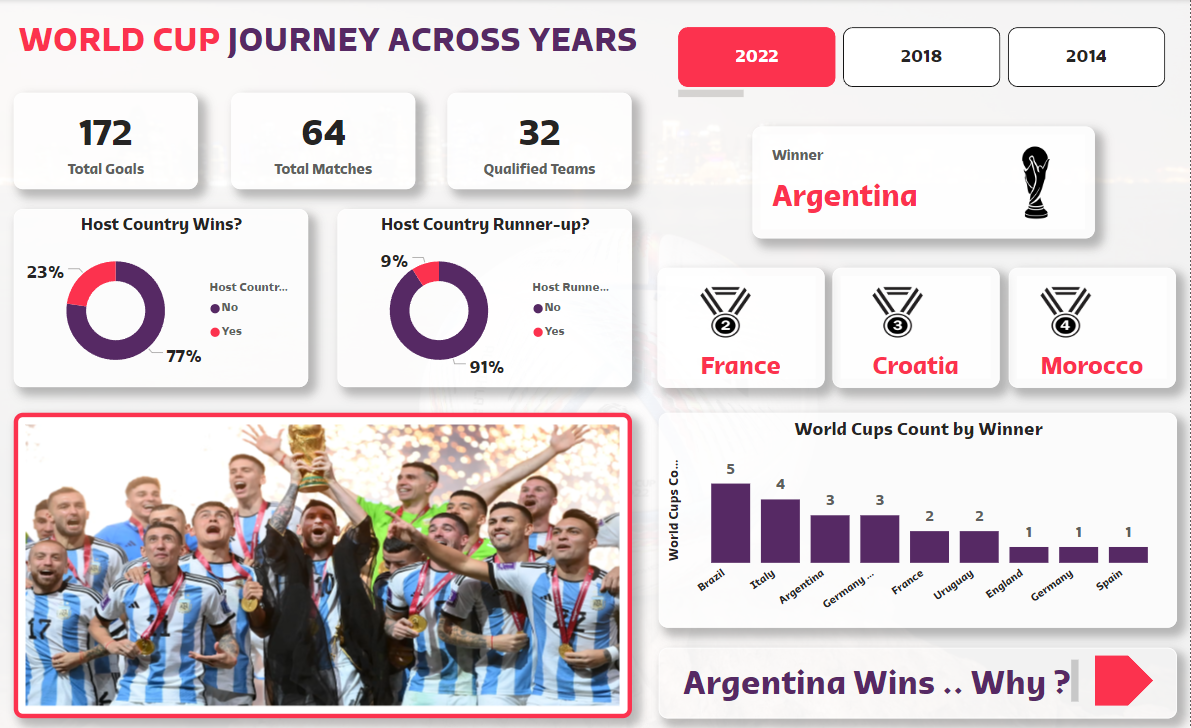 WORLD CUP JOURNEY ACROSS YEARS
2022
2018
2014
172
Total Goals
64
Total Matches
32
Qualified Teams
Winner
Argentina
Host Country Wins?
23%
77%
Host Countr...
No
Yes
Host Country Runner-up?
9%
91%
Host Runne...
No
Yes
2
France
3
Croatia
4
Morocco
17
11
10
22
World Cups Count by Winner
World Cups Co...
5
4
3
3
2
2
1
1
1
Brazil
Italy
Argentina
Germany ...
France
Uruguay
England
Germany
Spain
Argentina Wins .. Why ?